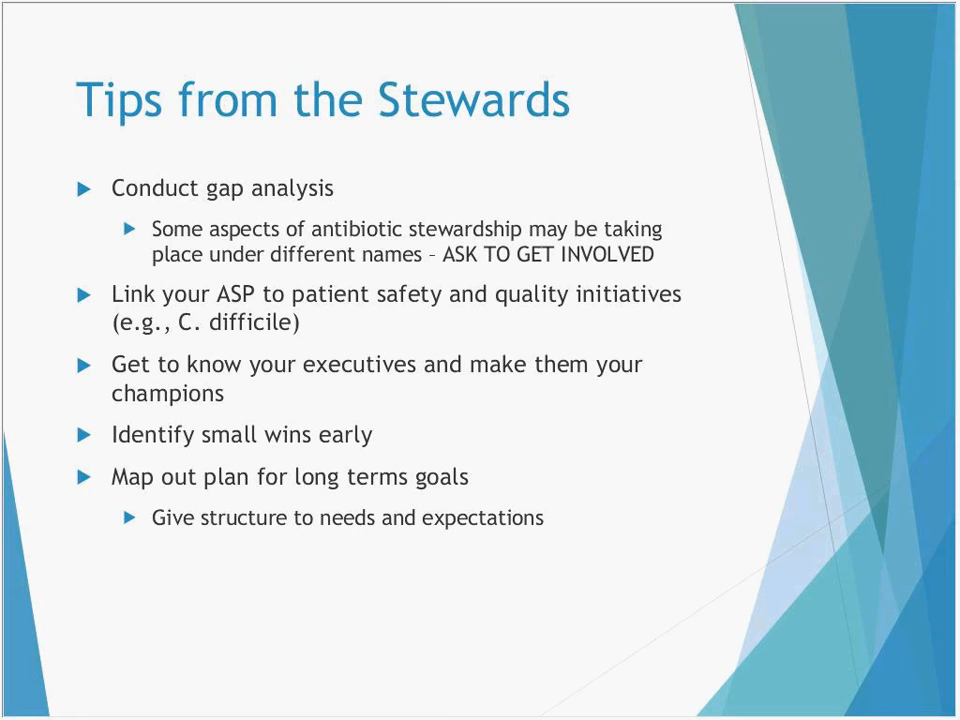 Tips from the Stewards
Conduct gap analysis
Some aspects of antibiotic stewardship may be taking
place under different names – ASK TO GET INVOLVED
Link your ASP to patient safety and quality initiatives
(e.g., C. difficile)
Get to know your executives and make them your
champions
Identify small wins early
Map out plan for long terms goals
Give structure to needs and expectations